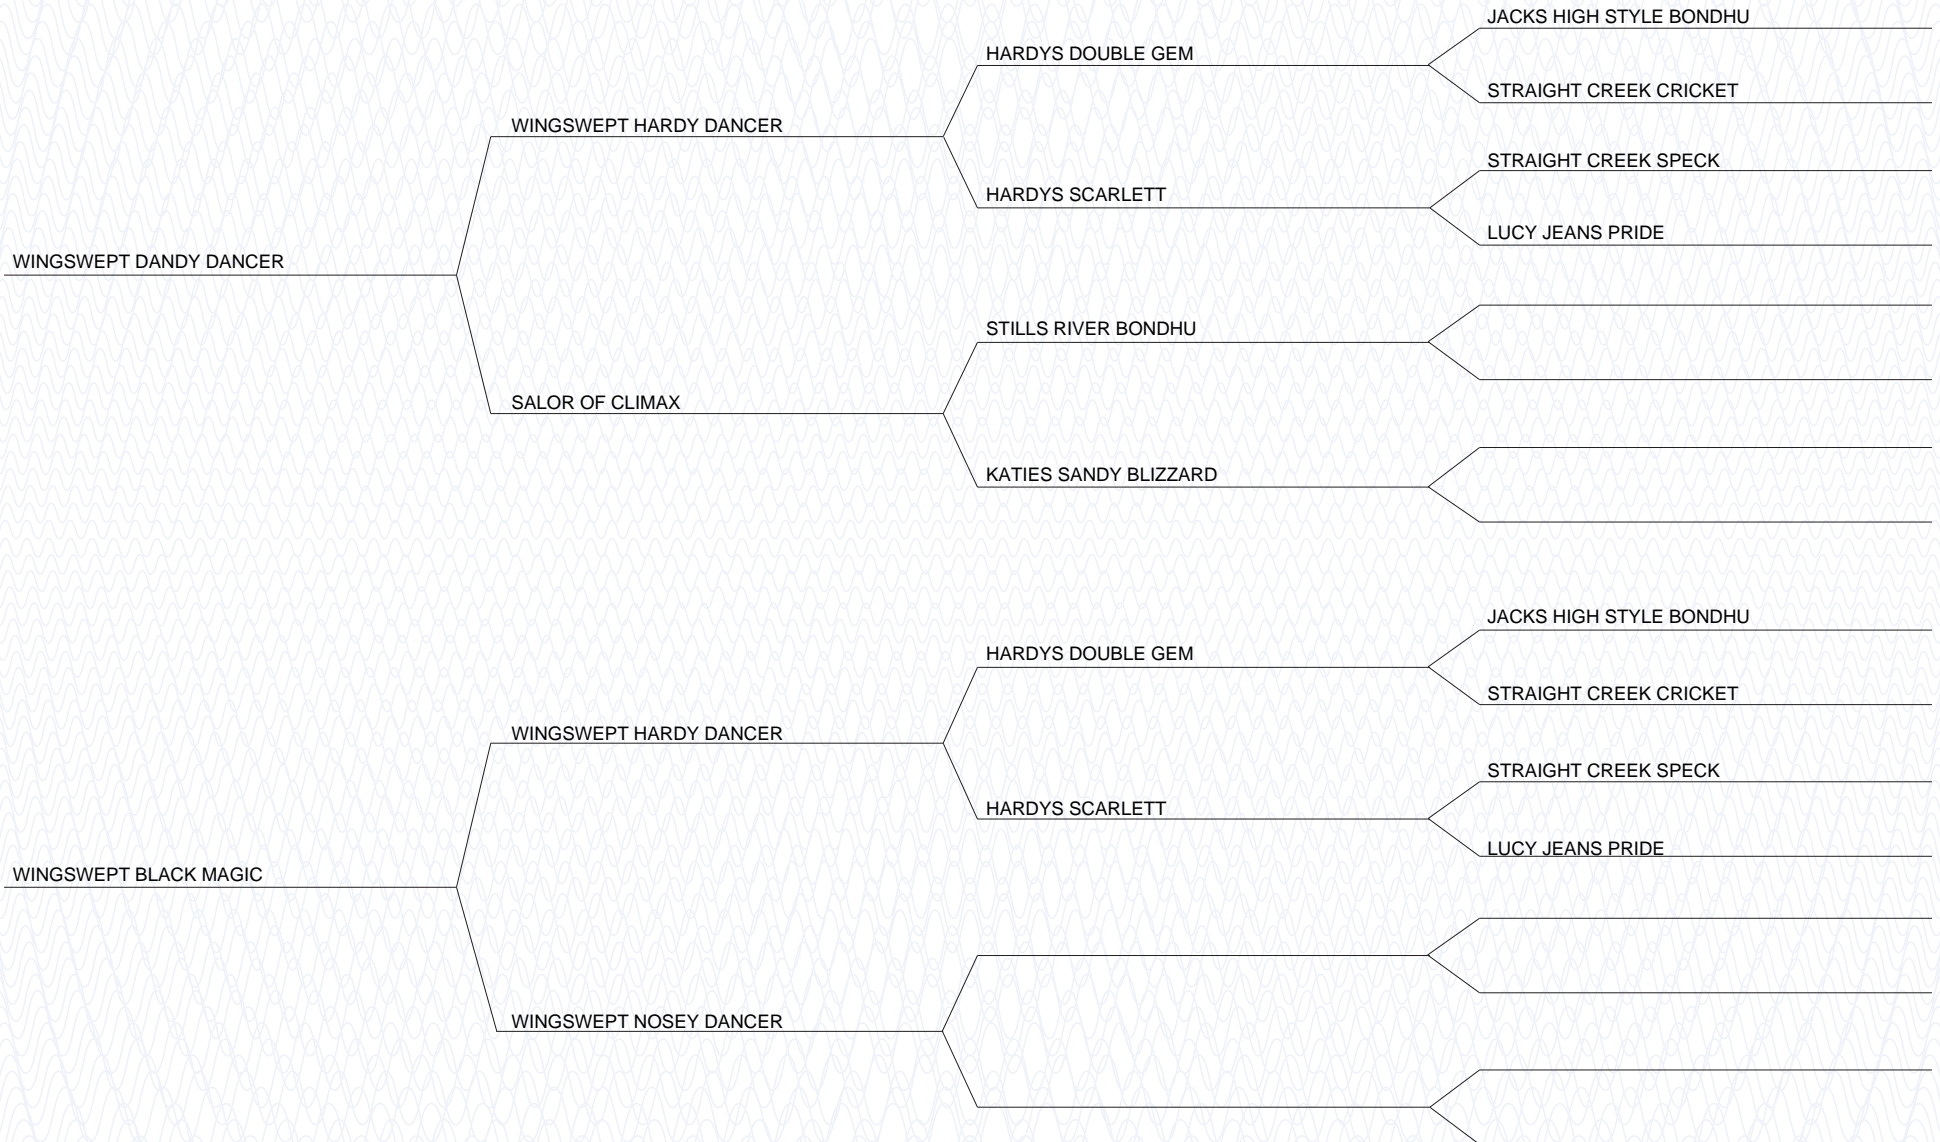 JACKS HIGH STYLE BONDHU
HARDYS DOUBLE GEM
STRAIGHT CREEK CRICKET
WINGSWEPT HARDY DANCER
STRAIGHT CREEK SPECK
HARDYS SCARLETT
LUCY JEANS PRIDE
WINGSWEPT DANDY DANCER
STILLS RIVER BONDHU
SALOR OF CLIMAX
KATIES SANDY BLIZZARD
JACKS HIGH STYLE BONDHU
HARDYS DOUBLE GEM
STRAIGHT CREEK CRICKET
WINGSWEPT HARDY DANCER
STRAIGHT CREEK SPECK
HARDYS SCARLETT
LUCY JEANS PRIDE
WINGSWEPT BLACK MAGIC
WINGSWEPT NOSEY DANCER